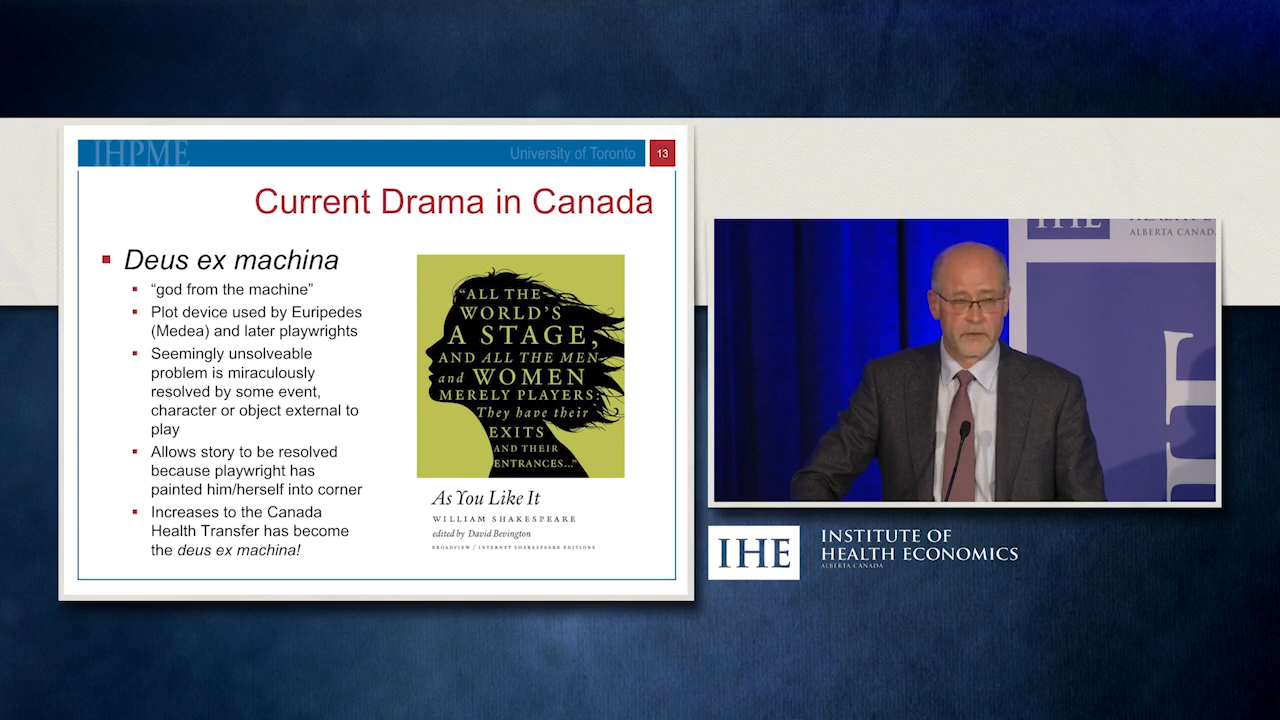 IHPME
University of Toronto
13
Current Drama in Canada
Deus ex machina
“god from the machine”
Plot device used by Euripedes
(Medea) and later playwrights
Seemingly unsolveable
problem is miraculously
resolved by some event,
character or object external to
play
Allows story to be resolved
because playwright has
painted him/herself into corner
Increases to the Canada
Health Transfer has become
the deus ex machina!
“ALL THE
WORLD’S
A STAGE,
AND ALL THE MEN
and WOMEN
MERELY PLAYERS:
They have their
EXITS
AND THEIR
ENTRANCES...”
As You Like It
WILLIAM SHAKESPEARE
edited by David Bevington
BROADVIEW / INTERNET SHAKESPEARE EDITIONS
IHE
ALBERTA CANADA
IHE
INSTITUTE OF
HEALTH ECONOMICS
ALBERTA CANADA